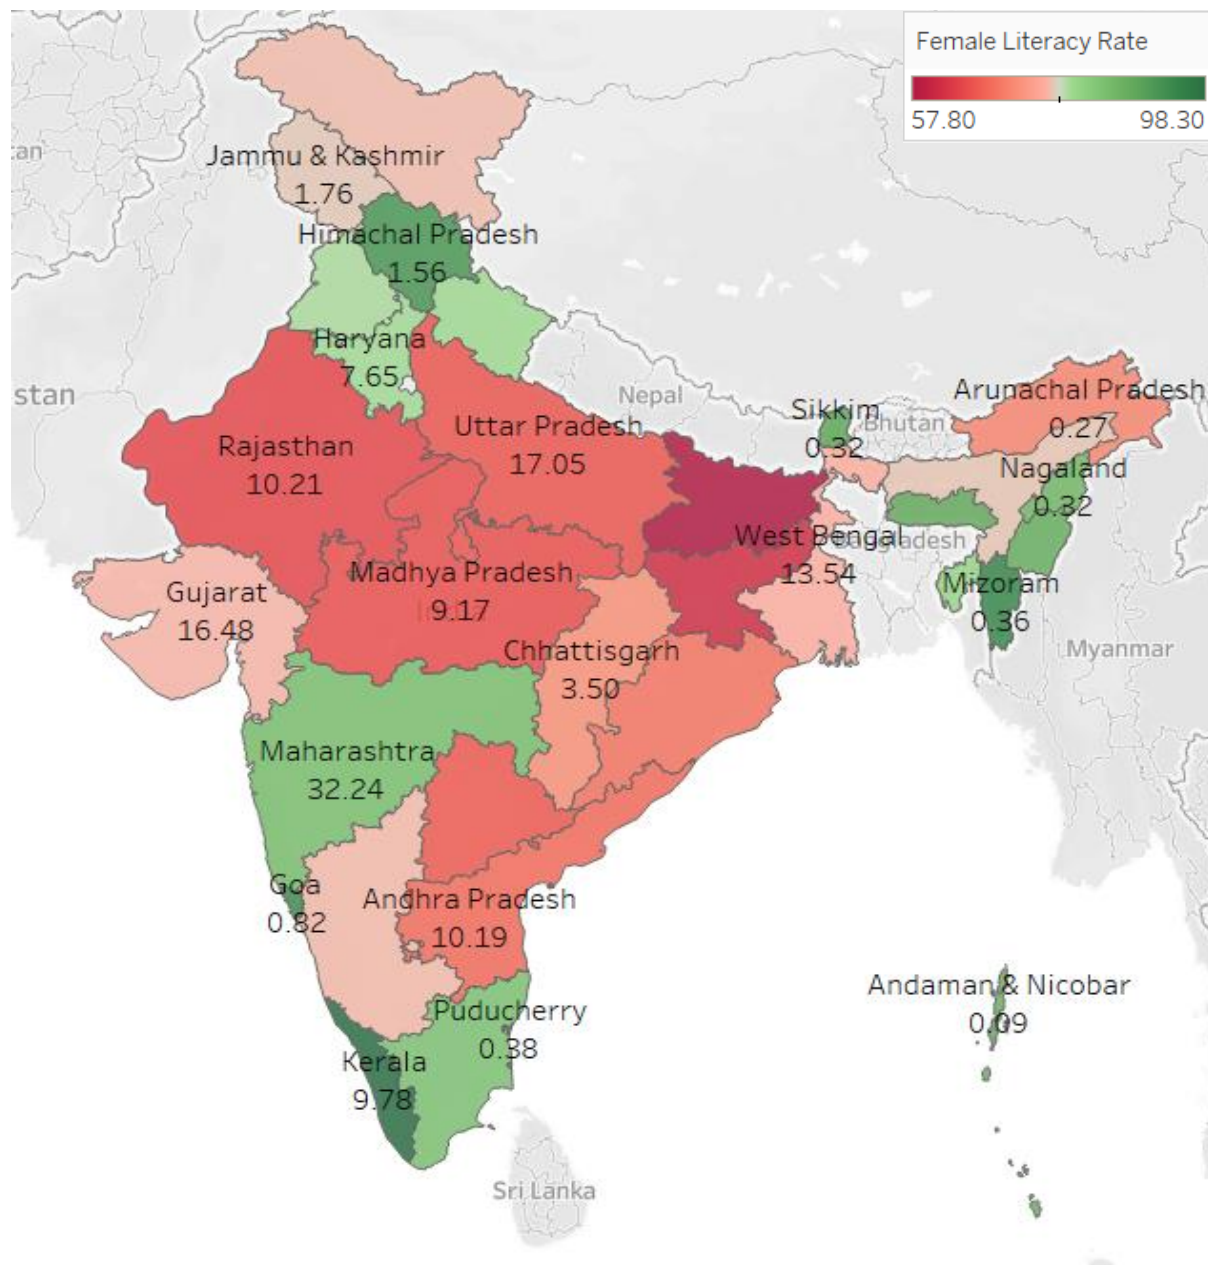 Female Literacy Rate
57.80
98.30
an
Jammu & Kashmir
1.76
Himachal Pradesh
1.56
Haryana
7.65
stan
Nepal
Sikkim
0.32
Bhutan
Arunachal Pradesh
0.27
Rajasthan
10.21
Uttar Pradesh
17.05
Nagaland
0.32
West Bengal
13.54
Bangladesh
Madhya Pradesh
9.17
Gujarat
16.48
Mizoram
0.36
Myanmar
Chhattisgarh
3.50
Maharashtra
32.24
Goa
0.82
Andhra Pradesh
10.19
Andaman & Nicobar
0.09
Puducherry
0.38
Kerala
9.78
Sri Lanka